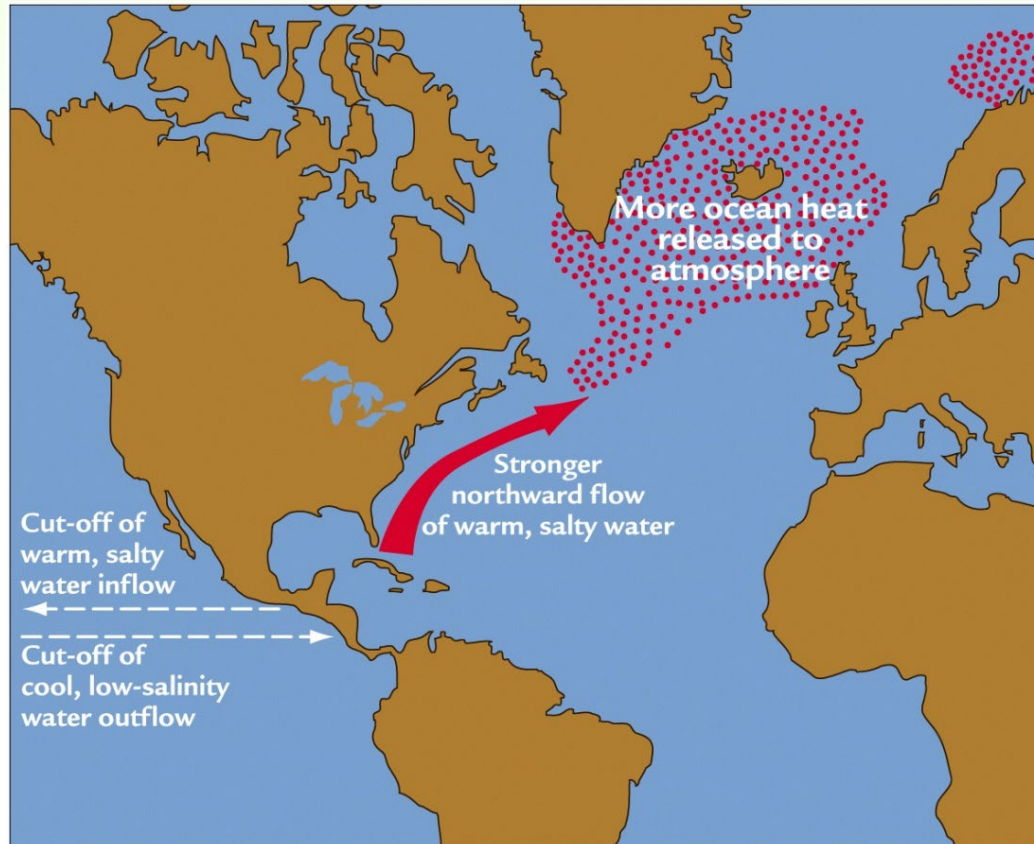 More ocean heat
released to
atmosphere
Stronger
northward flow
of warm, salty water
Cut-off of
warm, salty
water inflow
Cut-off of
cool, low-salinity
water outflow